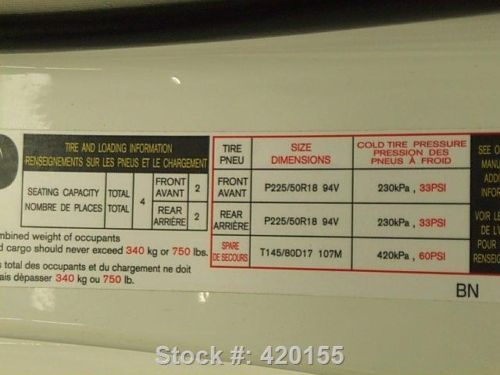 TIRE AND LOADING INFORMATION
RENSEIGNEMENTS SUR LES PNEUS ET LE CHARGEMENT
SEATING CAPACITY TOTAL 4 FRONT AVANT 2
NOMBRE DE PLACES TOTAL REAR ARRIÈRE 2
mbined weight of occupants
d cargo should never exceed 340 kg or 750 lbs.
s total des occupants et du chargement ne doit
ais dépasser 340 kg ou 750 lb.
TIRE PNEU
SIZE DIMENSIONS
COLD TIRE PRESSURE
PRESSION DES
PNEUS À FROID
FRONT AVANT P225/50R18 94V 230kPa , 33PSI
REAR ARRIÈRE P225/50R18 94V 230kPa , 33PSI
SPARE DE SECOURS T145/80D17 107M 420kPa , 60PSI
SEE O
MANU
ADDI
INFO
VOIR L
DE L'U
POUR
RENSEIG
BN
Stock #: 420155